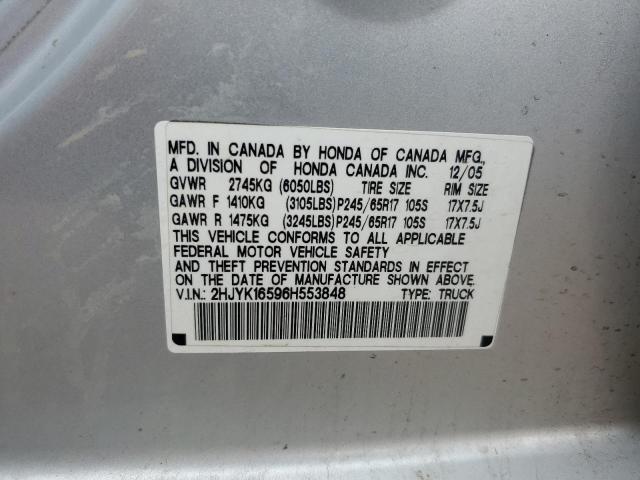 MFD. IN CANADA BY HONDA OF CANADA MFG.,
A DIVISION OF HONDA CANADA INC. 12/05
GVWR 2745KG (6050LBS) TIRE SIZE RIM SIZE
GAWR F 1410KG (3105LBS) P245/65R17 105S 17X7.5J
GAWR R 1475KG (3245LBS) P245/65R17 105S 17X7.5J
THIS VEHICLE CONFORMS TO ALL APPLICABLE
FEDERAL MOTOR VEHICLE SAFETY
AND THEFT PREVENTION STANDARDS IN EFFECT
ON THE DATE OF MANUFACTURE SHOWN ABOVE.
V.I.N.: 2HJYK16596H553848 TYPE: TRUCK